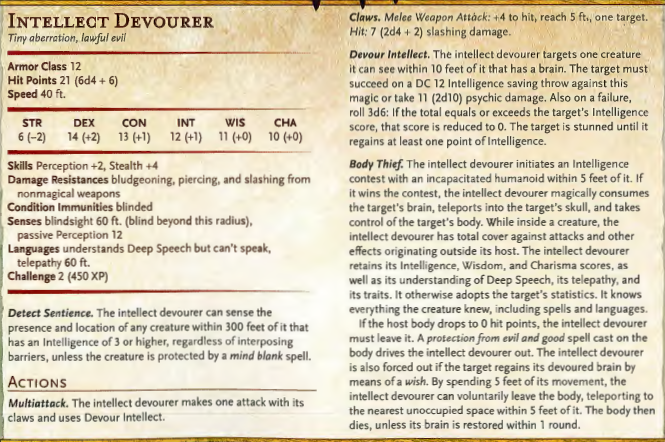 INTELLECT DEVOURER
Tiny aberration, lawful evil
Armor Class 12
Hit Points 21 (6d4 + 6)
Speed 40 ft.
STR DEX CON INT WIS CHA
6 (–2) 14 (+2) 13 (+1) 12 (+1) 11 (+0) 10 (+0)
Skills Perception +2, Stealth +4
Damage Resistances bludgeoning, piercing, and slashing from
nonmagical weapons
Condition Immunities blinded
Senses blindsight 60 ft. (blind beyond this radius),
passive Perception 12
Languages understands Deep Speech but can't speak,
telepathy 60 ft.
Challenge 2 (450 XP)
Detect Sentience. The intellect devourer can sense the
presence and location of any creature within 300 feet of it that
has an Intelligence of 3 or higher, regardless of interposing
barriers, unless the creature is protected by a mind blank spell.
ACTIONS
Multiattack. The intellect devourer makes one attack with its
claws and uses Devour Intellect.
Claws. Melee Weapon Attack: +4 to hit, reach 5 ft., one target.
Hit: 7 (2d4 + 2) slashing damage.
Devour Intellect. The intellect devourer targets one creature
it can see within 10 feet of it that has a brain. The target must
succeed on a DC 12 Intelligence saving throw against this
magic or take 11 (2d10) psychic damage. Also on a failure,
roll 3d6: If the total equals or exceeds the target's Intelligence
score, that score is reduced to 0. The target is stunned until it
regains at least one point of Intelligence.
Body Thief. The intellect devourer initiates an Intelligence
contest with an incapacitated humanoid within 5 feet of it. If
it wins the contest, the intellect devourer magically consumes
the target's brain, teleports into the target's skull, and takes
control of the target's body. While inside a creature, the
intellect devourer has total cover against attacks and other
effects originating outside its host. The intellect devourer
retains its Intelligence, Wisdom, and Charisma scores, as
well as its understanding of Deep Speech, its telepathy, and
its traits. It otherwise adopts the target's statistics. It knows
everything the creature knew, including spells and languages.
If the host body drops to 0 hit points, the intellect devourer
must leave it. A protection from evil and good spell cast on the
body drives the intellect devourer out. The intellect devourer
is also forced out if the target regains its devoured brain by
means of a wish. By spending 5 feet of its movement, the
intellect devourer can voluntarily leave the body, teleporting to
the nearest unoccupied space within 5 feet of it. The body then
dies, unless its brain is restored within 1 round.